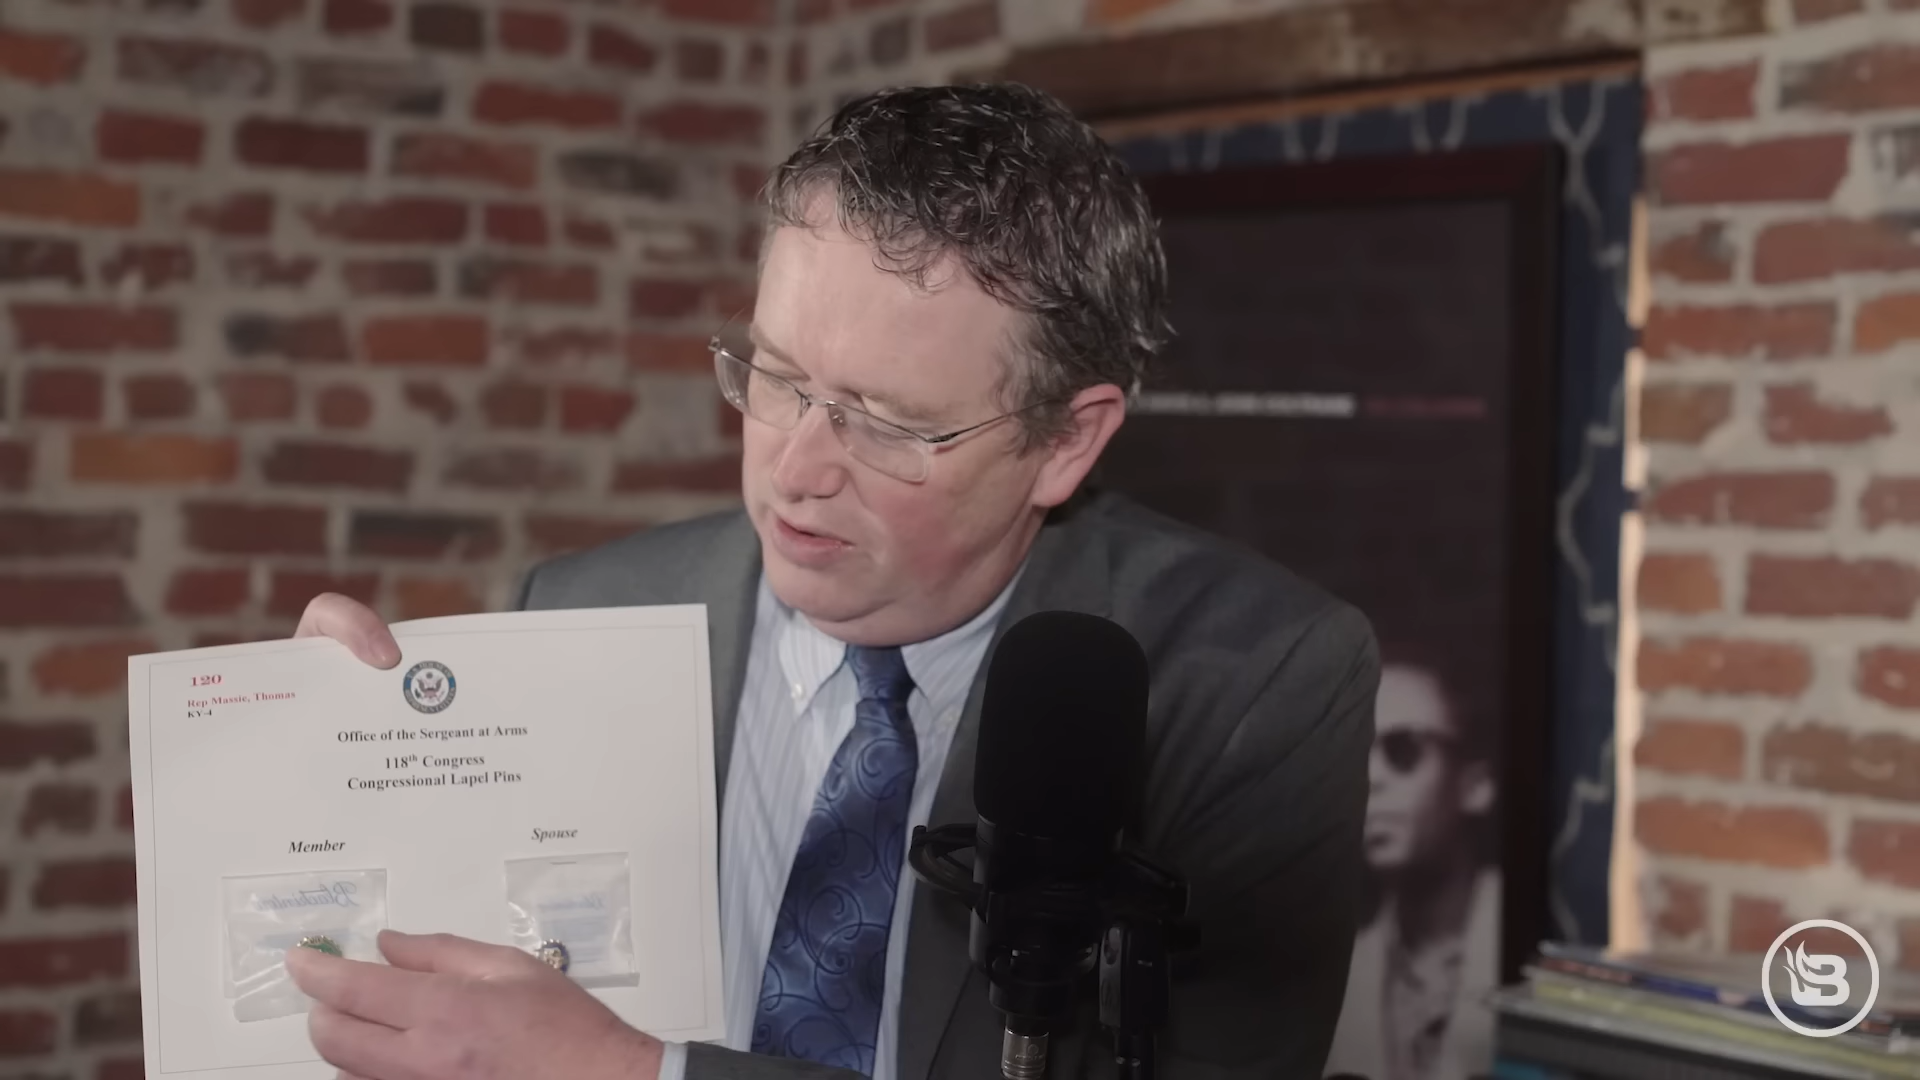 120
Rep Massie, Thomas
KY-4
Office of the Sergeant at Arms
118th Congress
Congressional Lapel Pins
Member
Spouse
Blackinton
B